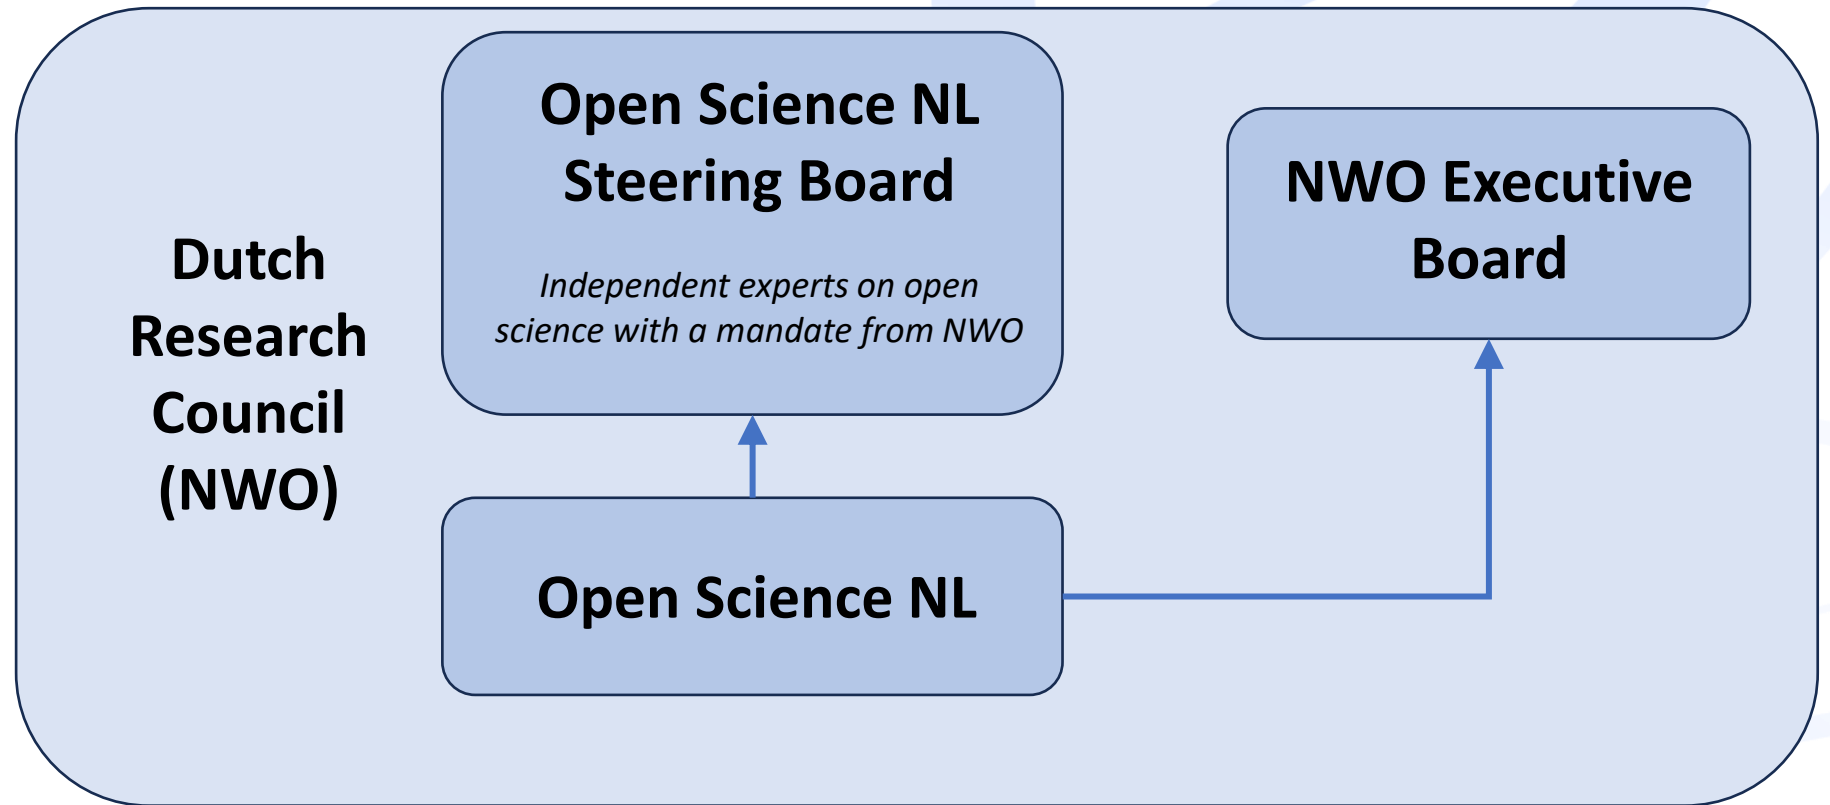 Dutch
Research
Council
(NWO)
Open Science NL
Steering Board
Independent experts on open
science with a mandate from NWO
NWO Executive
Board
Open Science NL